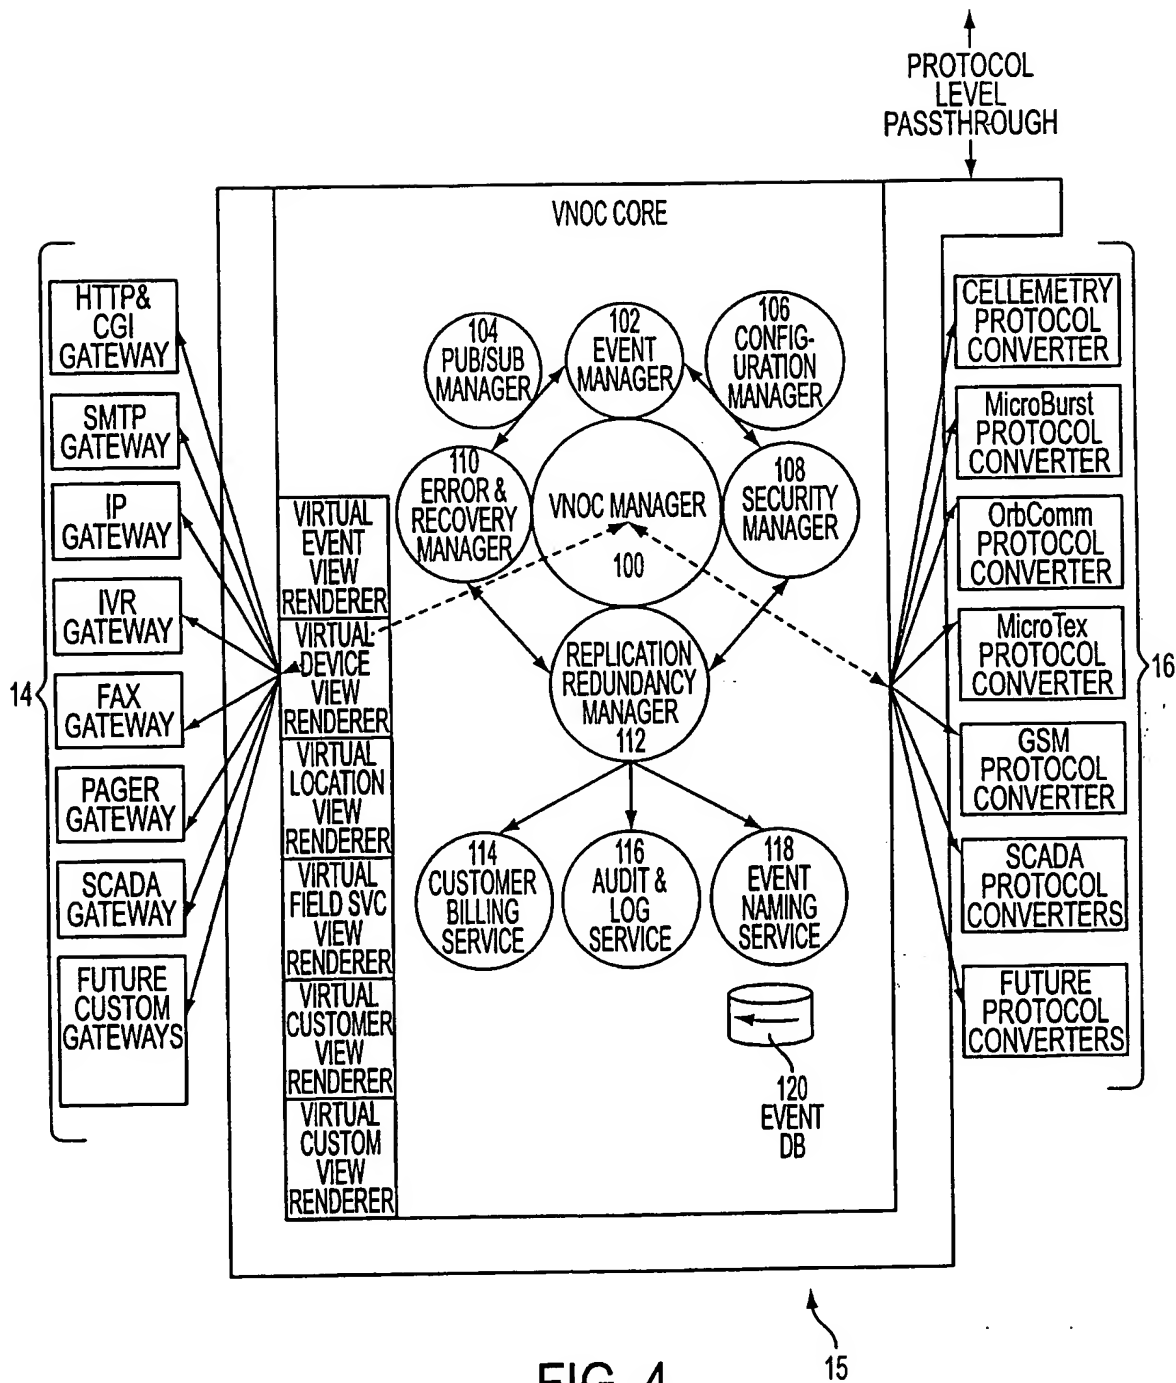 PROTOCOL
LEVEL
PASSTHROUGH
VNOC CORE
14
HTTP&
CGI
GATEWAY
SMTP
GATEWAY
IP
GATEWAY
IVR
GATEWAY
FAX
GATEWAY
PAGER
GATEWAY
SCADA
GATEWAY
FUTURE
CUSTOM
GATEWAYS
104
PUB/SUB
MANAGER
102
EVENT
MANAGER
106
CONFIG-
URATION
MANAGER
110
ERROR &
RECOVERY
MANAGER
VNOC MANAGER
100
108
SECURITY
MANAGER
VIRTUAL
EVENT
VIEW
RENDERER
VIRTUAL
DEVICE
VIEW
RENDERER
VIRTUAL
LOCATION
VIEW
RENDERER
VIRTUAL
FIELD SVC
VIEW
RENDERER
VIRTUAL
CUSTOMER
VIEW
RENDERER
VIRTUAL
CUSTOM
VIEW
RENDERER
REPLICATION
REDUNDANCY
MANAGER
112
114
CUSTOMER
BILLING
SERVICE
116
AUDIT &
LOG
SERVICE
118
EVENT
NAMING
SERVICE
120
EVENT
DB
CELLEMETRY
PROTOCOL
CONVERTER
MicroBurst
PROTOCOL
CONVERTER
OrbComm
PROTOCOL
CONVERTER
MicroTex
PROTOCOL
CONVERTER
GSM
PROTOCOL
CONVERTER
SCADA
PROTOCOL
CONVERTERS
FUTURE
PROTOCOL
CONVERTERS
16
15
FIG. 4